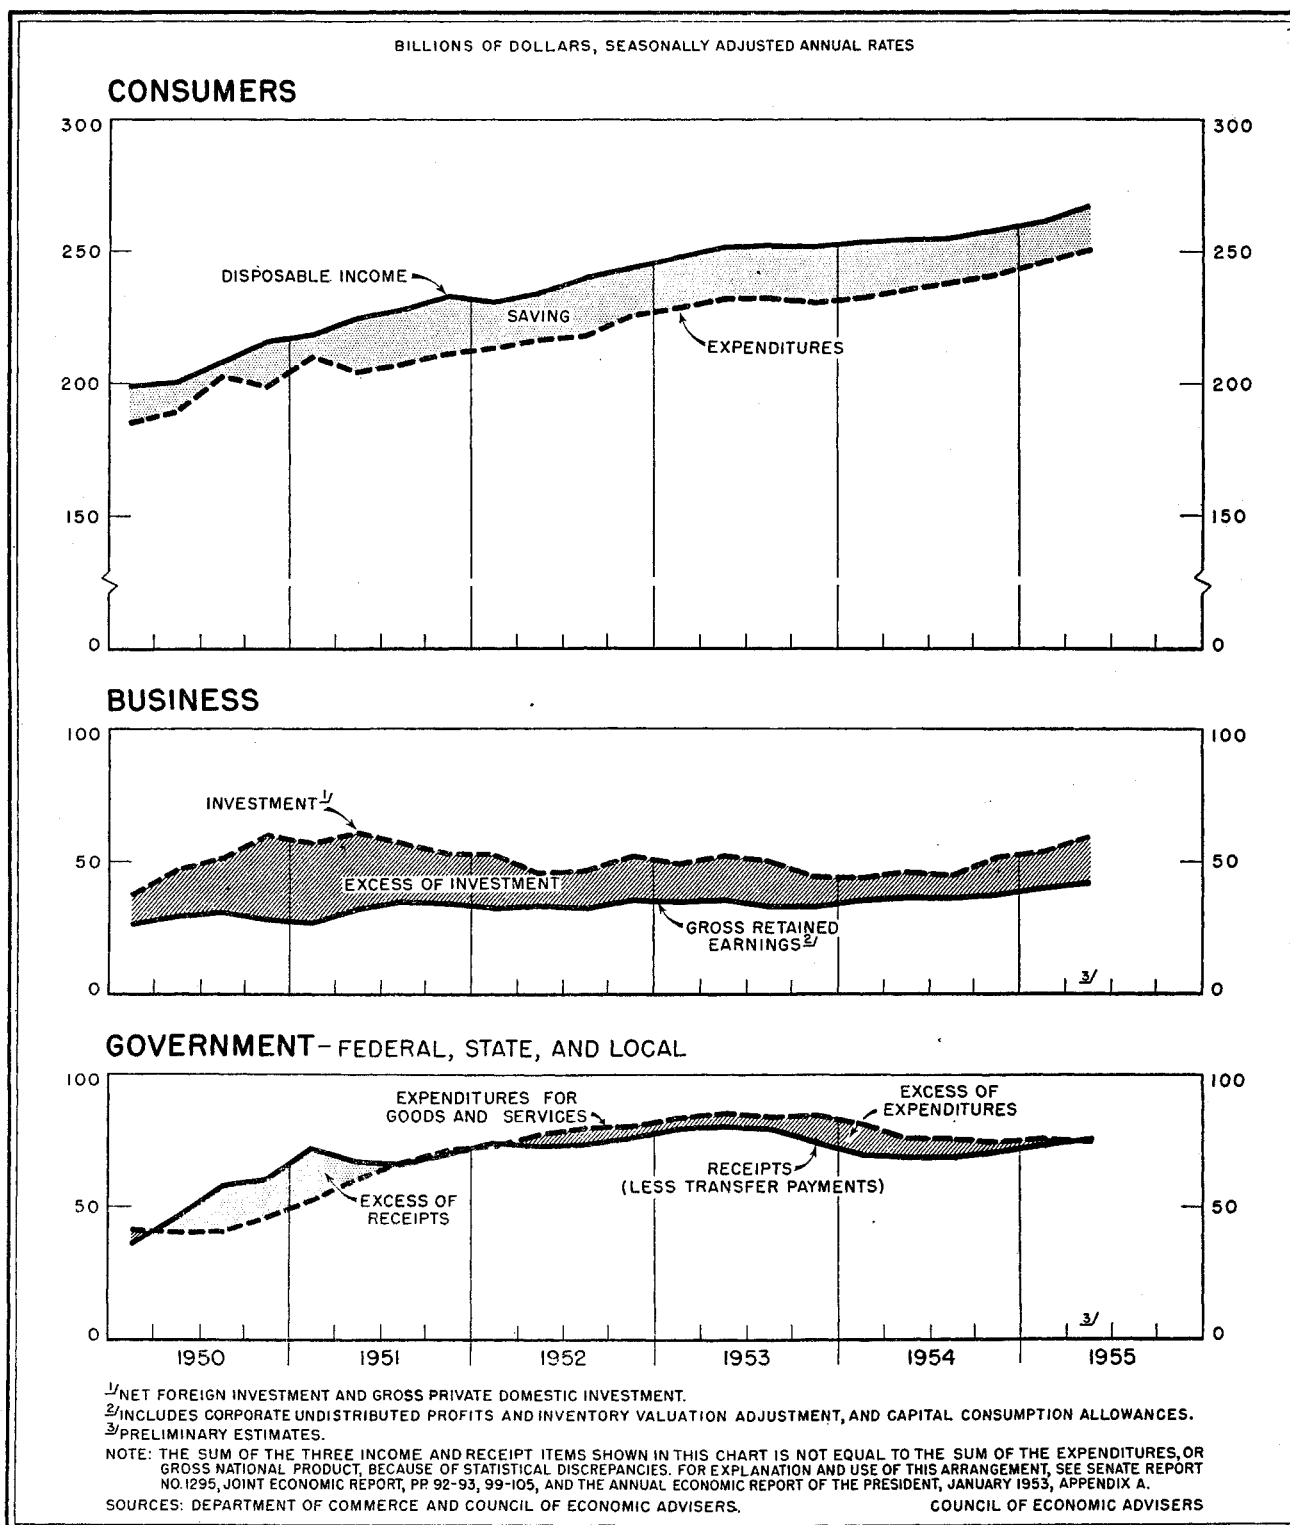 BILLIONS OF DOLLARS, SEASONALLY ADJUSTED ANNUAL RATES
CONSUMERS
300 300
250 250
DISPOSABLE INCOME
SAVING
EXPENDITURES
200 200
150 150
0 0
BUSINESS
100 100
INVESTMENT 1/
50 50
EXCESS OF INVESTMENT
GROSS RETAINED
EARNINGS 2/
3/
0 0
GOVERNMENT – FEDERAL, STATE, AND LOCAL
100 100
EXPENDITURES FOR
GOODS AND SERVICES
EXCESS OF
EXPENDITURES
RECEIPTS
(LESS TRANSFER PAYMENTS)
EXCESS OF
RECEIPTS
50 50
3/
0 0
1950 1951 1952 1953 1954 1955
1/NET FOREIGN INVESTMENT AND GROSS PRIVATE DOMESTIC INVESTMENT.
2/INCLUDES CORPORATE UNDISTRIBUTED PROFITS AND INVENTORY VALUATION ADJUSTMENT, AND CAPITAL CONSUMPTION ALLOWANCES.
3/PRELIMINARY ESTIMATES.
NOTE: THE SUM OF THE THREE INCOME AND RECEIPT ITEMS SHOWN IN THIS CHART IS NOT EQUAL TO THE SUM OF THE EXPENDITURES, OR
GROSS NATIONAL PRODUCT, BECAUSE OF STATISTICAL DISCREPANCIES. FOR EXPLANATION AND USE OF THIS ARRANGEMENT, SEE SENATE REPORT
NO. 1295, JOINT ECONOMIC REPORT, PP. 92-93, 99-105, AND THE ANNUAL ECONOMIC REPORT OF THE PRESIDENT, JANUARY 1953, APPENDIX A.
SOURCES: DEPARTMENT OF COMMERCE AND COUNCIL OF ECONOMIC ADVISERS. COUNCIL OF ECONOMIC ADVISERS